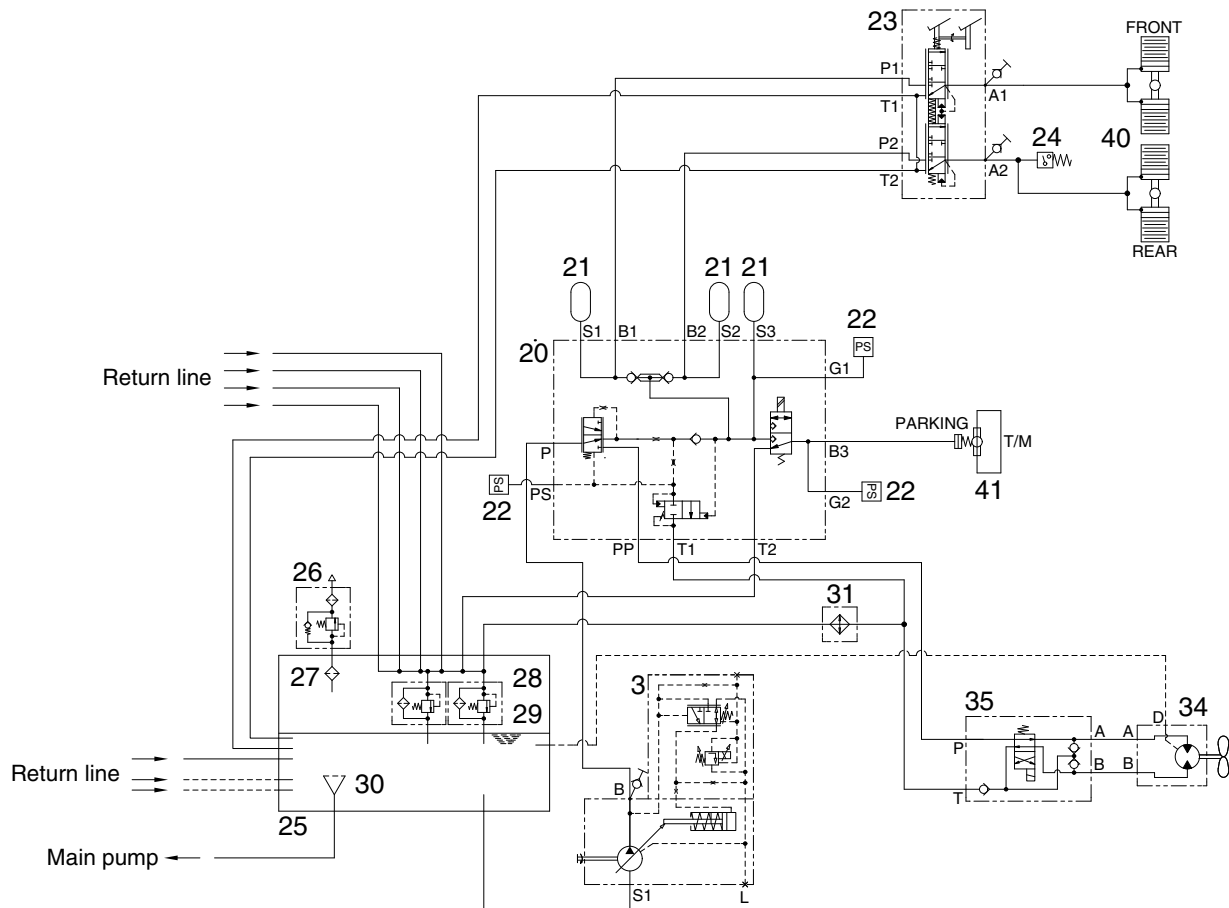 23
FRONT
P1
T1
A1
40
24
P2
T2
A2
REAR
21
21
21
S1
B1
B2
S2
S3
22
PS
20
G1
Return line
PARKING
T/M
P
B3
PS
PS
22
PS
22
G2
41
PP
T1
T2
26
31
27
28
3
29
35
34
D
A
A
P
B
B
T
Return line
30
B
25
Main pump
S1
L